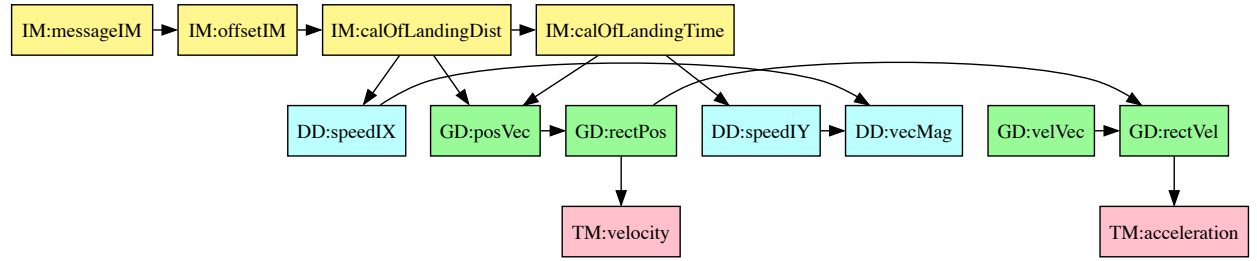 IM:messageIM
IM:offsetIM
IM:calOfLandingDist
IM:calOfLandingTime
DD:speedIX
GD:posVec
GD:rectPos
DD:speedIY
DD:vecMag
GD:velVec
GD:rectVel
TM:velocity
TM:acceleration